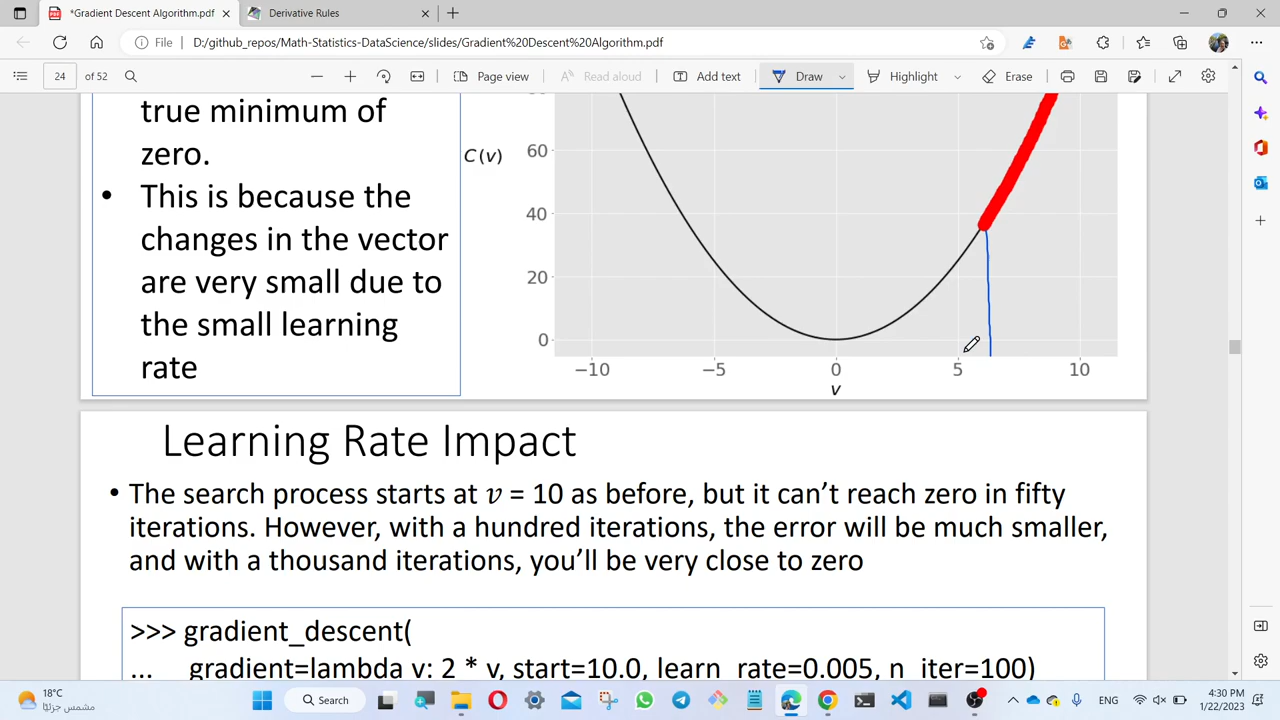 *Gradient Descent Algorithm.pdf
Derivative Rules
File
D:/github_repos/Math-Statistics-DataScience/slides/Gradient%20Descent%20Algorithm.pdf
24 of 52
Page view
Read aloud
Add text
Draw
Highlight
Erase
true minimum of
zero.
• This is because the
changes in the vector
are very small due to
the small learning
rate
C(v)
60
40
20
0
−10 −5 0 5 10
v
Learning Rate Impact
• The search process starts at v = 10 as before, but it can’t reach zero in fifty
iterations. However, with a hundred iterations, the error will be much smaller,
and with a thousand iterations, you’ll be very close to zero
>>> gradient_descent(
... gradient=lambda v: 2 * v, start=10.0, learn_rate=0.005, n_iter=100)
18°C
Search
ENG
4:30 PM
1/22/2023